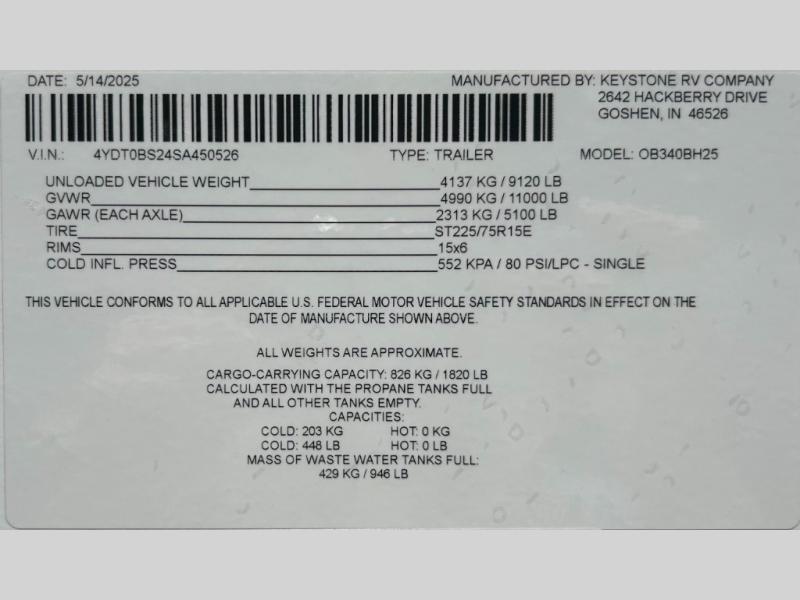 DATE: 5/14/2025 MANUFACTURED BY: KEYSTONE RV COMPANY
2642 HACKBERRY DRIVE
GOSHEN, IN 46526
V.I.N.: 4YDT0BS24SA450526 TYPE: TRAILER MODEL: OB340BH25
UNLOADED VEHICLE WEIGHT 4137 KG / 9120 LB
GVWR 4990 KG / 11000 LB
GAWR (EACH AXLE) 2313 KG / 5100 LB
TIRE ST225/75R15E
RIMS 15x6
COLD INFL. PRESS 552 KPA / 80 PSI/LPC - SINGLE
THIS VEHICLE CONFORMS TO ALL APPLICABLE U.S. FEDERAL MOTOR VEHICLE SAFETY STANDARDS IN EFFECT ON THE
DATE OF MANUFACTURE SHOWN ABOVE.
ALL WEIGHTS ARE APPROXIMATE.
CARGO-CARRYING CAPACITY: 826 KG / 1820 LB
CALCULATED WITH THE PROPANE TANKS FULL
AND ALL OTHER TANKS EMPTY.
CAPACITIES:
COLD: 203 KG HOT: 0 KG
COLD: 448 LB HOT: 0 LB
MASS OF WASTE WATER TANKS FULL:
429 KG / 946 LB